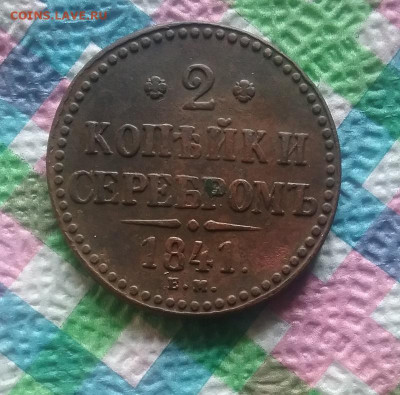 COINS.LAVE.RU
2
КОПѢЙКИ
СЕРЕБРОМЪ
1841.
Е.М.